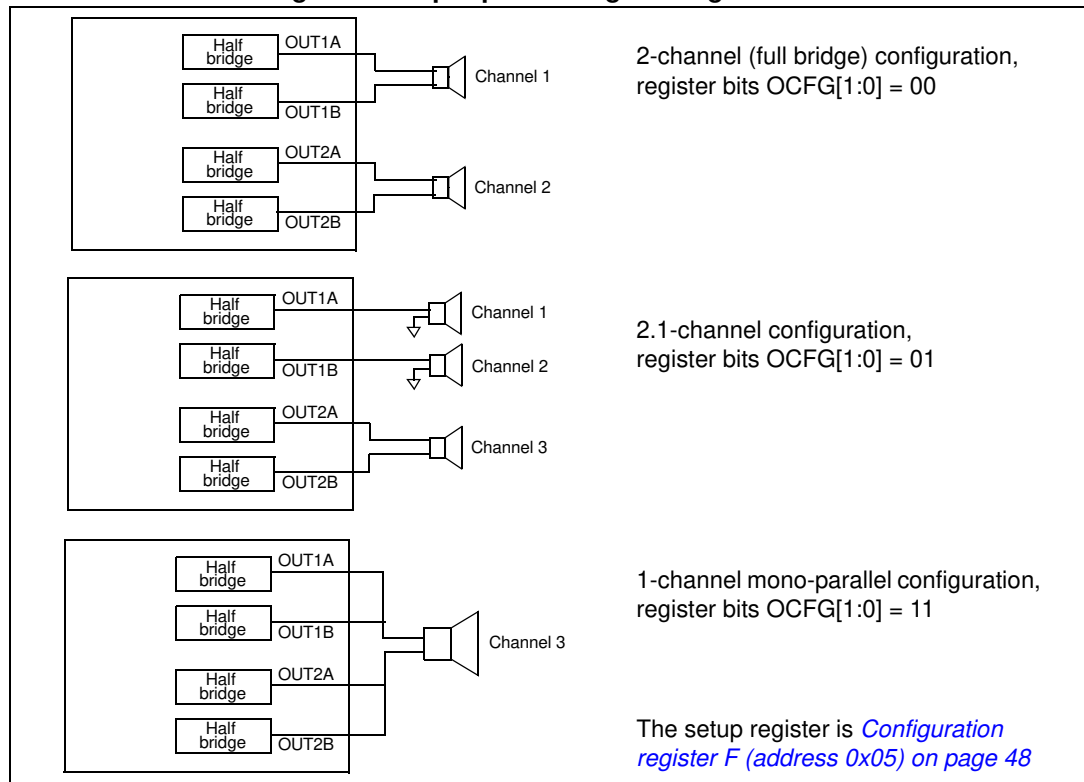 Half
bridge
OUT1A
Half
bridge
OUT1B
Channel 1
Half
bridge
OUT2A
Half
bridge
OUT2B
Channel 2
2-channel (full bridge) configuration,
register bits OCFG[1:0] = 00
Half
bridge
OUT1A
Channel 1
Half
bridge
OUT1B
Channel 2
Half
bridge
OUT2A
Half
bridge
OUT2B
Channel 3
2.1-channel configuration,
register bits OCFG[1:0] = 01
Half
bridge
OUT1A
Half
bridge
OUT1B
Half
bridge
OUT2A
Half
bridge
OUT2B
Channel 3
1-channel mono-parallel configuration,
register bits OCFG[1:0] = 11
The setup register is Configuration
register F (address 0x05) on page 48